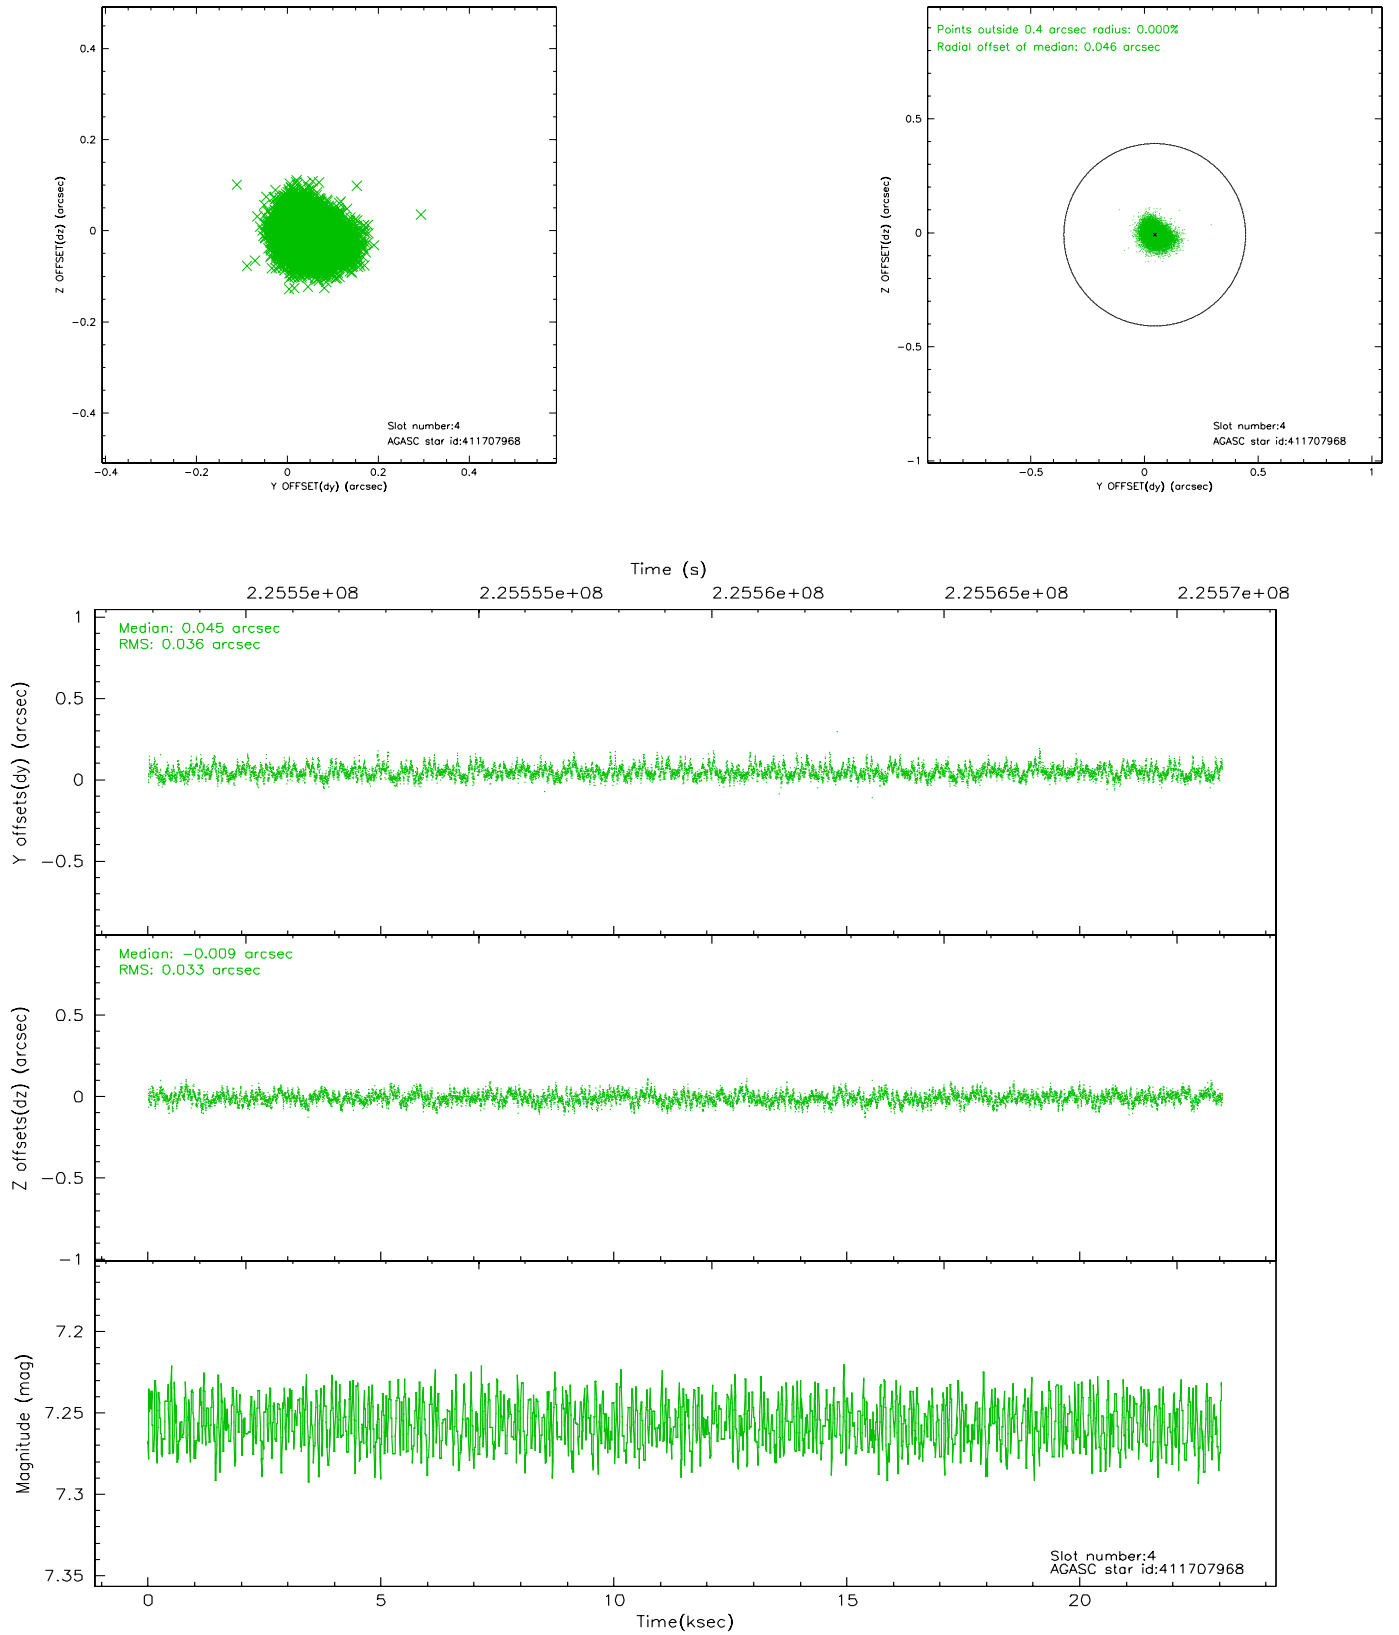 0.4
0.2
0
−0.2
−0.4
Z OFFSET(dz) (arcsec)
Slot number:4
AGASC star id:411707968
−0.4 −0.2 0 0.2 0.4
Y OFFSET(dy) (arcsec)
Points outside 0.4 arcsec radius: 0.000%
Radial offset of median: 0.046 arcsec
0.5
0
−0.5
−1
Z OFFSET(dz) (arcsec)
Slot number:4
AGASC star id:411707968
−0.5 0 0.5 1
Y OFFSET(dy) (arcsec)
Time (s)
2.2555e+08 2.25555e+08 2.2556e+08 2.25565e+08 2.2557e+08
Median: 0.045 arcsec
RMS: 0.036 arcsec
1
0.5
0
−0.5
Y offsets(dy) (arcsec)
Median: −0.009 arcsec
RMS: 0.033 arcsec
0.5
0
−0.5
−1
Z offsets(dz) (arcsec)
7.2
7.25
7.3
7.35
Magnitude (mag)
Slot number:4
AGASC star id:411707968
0 5 10 15 20
Time(ksec)